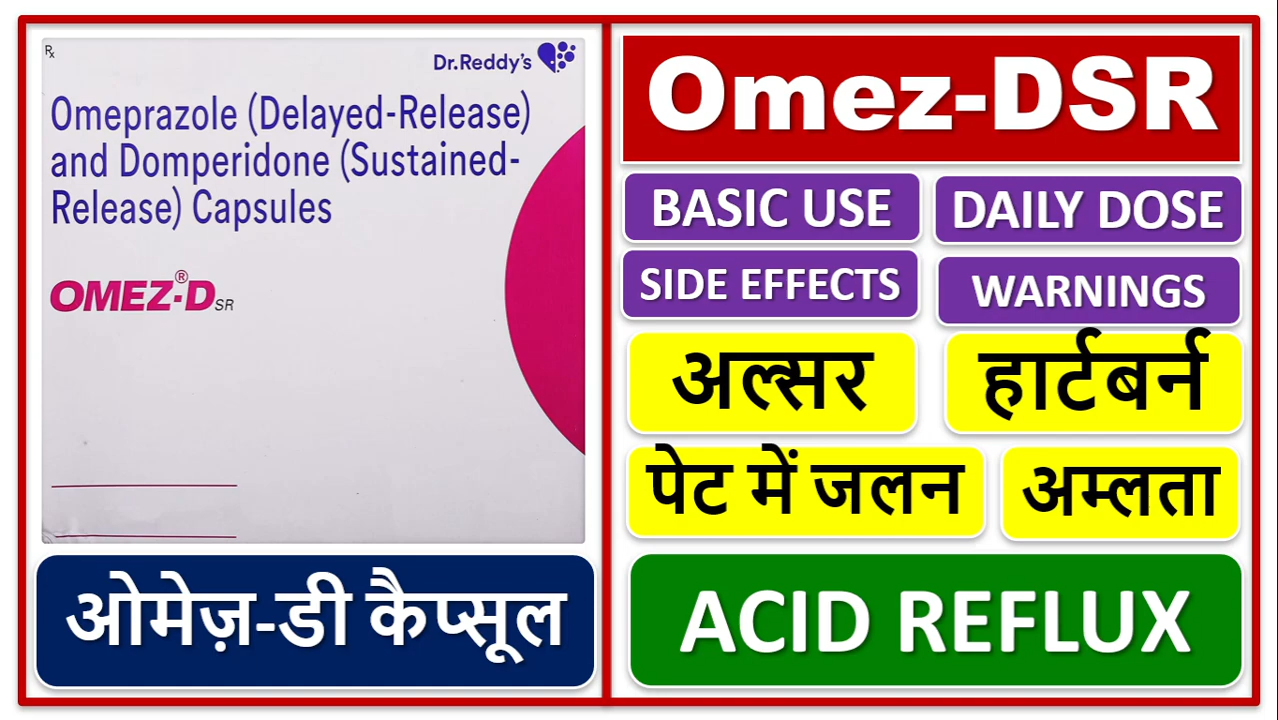 Rx
Dr.Reddy's
Omeprazole (Delayed-Release)
and Domperidone (Sustained-
Release) Capsules
OMEZ®-D SR
ओमेज़-डी कैप्सूल
Omez-DSR
BASIC USE
DAILY DOSE
SIDE EFFECTS
WARNINGS
अल्सर
हार्टबर्न
पेट में जलन
अम्लता
ACID REFLUX